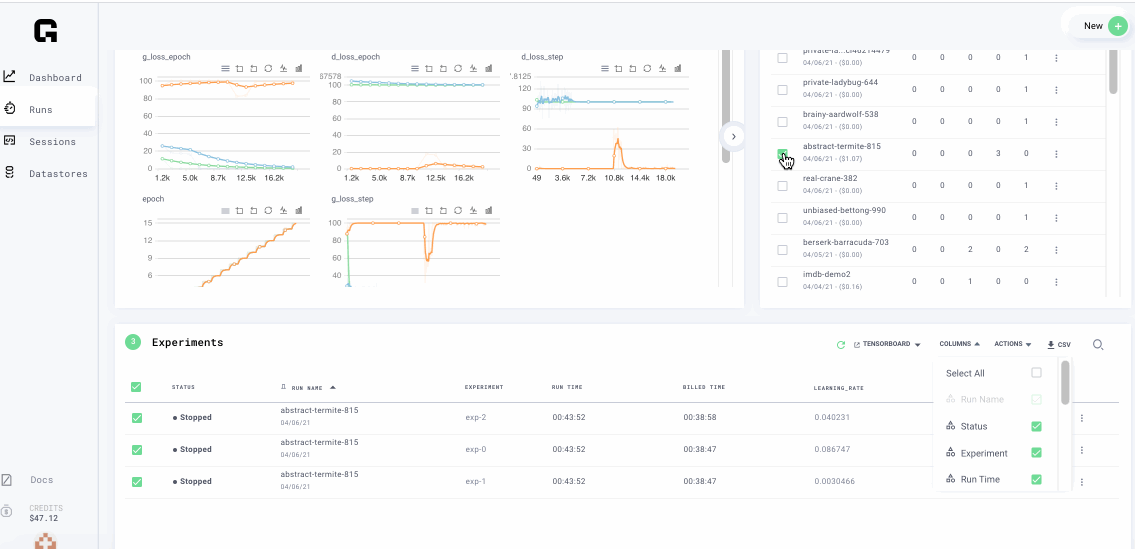 G
New +
Dashboard
Runs
Sessions
Datastores
Docs
CREDITS
$47.12
g_loss_epoch
100
80
60
40
20
0
1.2k 5.0k 8.7k 12.5k 16.2k
d_loss_epoch
87578
100
80
60
40
20
0
1.2k 5.0k 8.7k 12.5k 16.2k
d_loss_step
.8125
120
90
60
30
0
49 3.6k 7.2k 10.8k 14.4k 18.0k
epoch
15
12
9
6
g_loss_step
100
80
60
40
04/06/21 - ($0.00) 0 0 0 0 1
private-ladybug-644
04/06/21 - ($0.00) 0 0 0 0 1
brainy-aardwolf-538
04/06/21 - ($0.00) 0 0 0 0 1
abstract-termite-815
04/06/21 - ($1.07) 0 0 0 3 0
real-crane-382
04/06/21 - ($0.00) 0 0 0 0 1
unbiased-bettong-990
04/06/21 - ($0.00) 0 0 0 0 1
berserk-barracuda-703
04/05/21 - ($0.00) 0 0 2 0 2
imdb-demo2
04/04/21 - ($0.16) 0 0 1 0 0
3 Experiments
TENSORBOARD COLUMNS ACTIONS CSV
STATUS RUN NAME EXPERIMENT RUN TIME BILLED TIME LEARNING_RATE
Stopped abstract-termite-815 exp-2 00:43:52 00:38:58 0.040231
04/06/21
Stopped abstract-termite-815 exp-0 00:43:52 00:38:47 0.086747
04/06/21
Stopped abstract-termite-815 exp-1 00:43:52 00:38:47 0.0030466
04/06/21
Select All
Run Name
Status
Experiment
Run Time